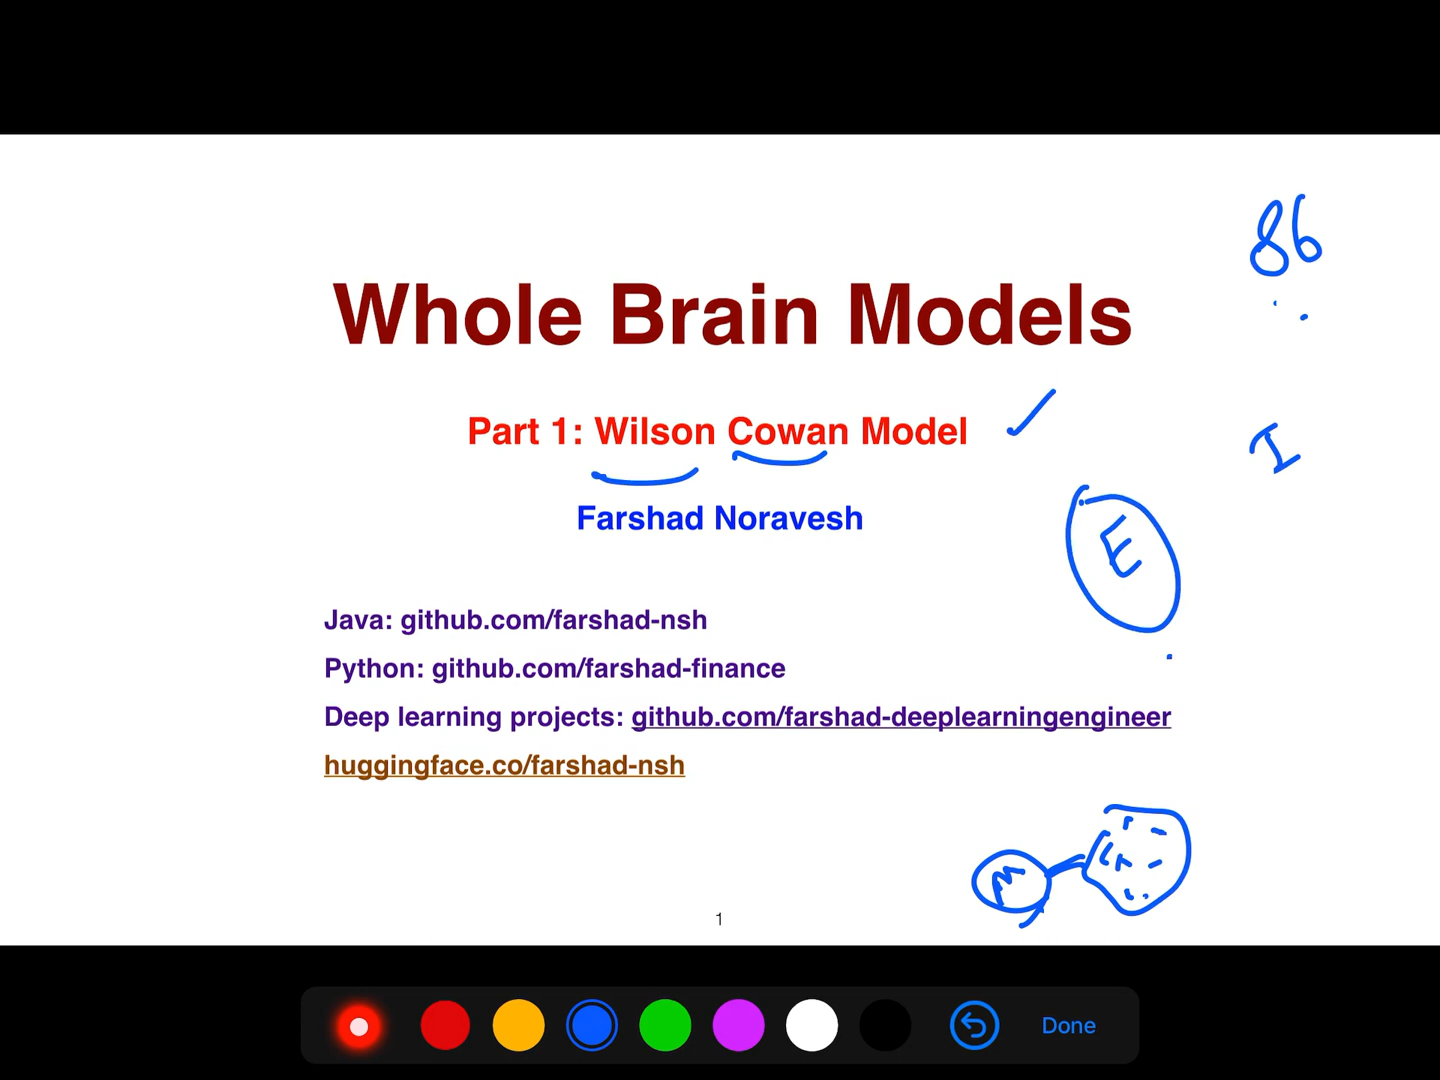 86
Whole Brain Models
Part 1: Wilson Cowan Model
I
E
Farshad Noravesh
Java: github.com/farshad-nsh
Python: github.com/farshad-finance
Deep learning projects: github.com/farshad-deeplearningengineer
huggingface.co/farshad-nsh
1
Done